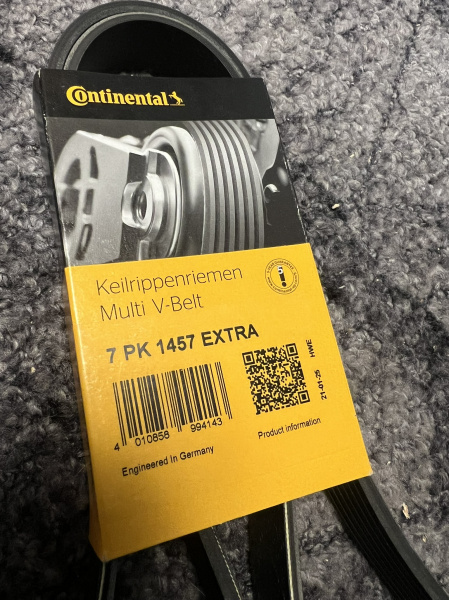 Continental
Keilrippenriemen
Multi V-Belt
7 PK 1457 EXTRA
4 010858 994143
Engineered in Germany
Product information
21-01-25 HWE